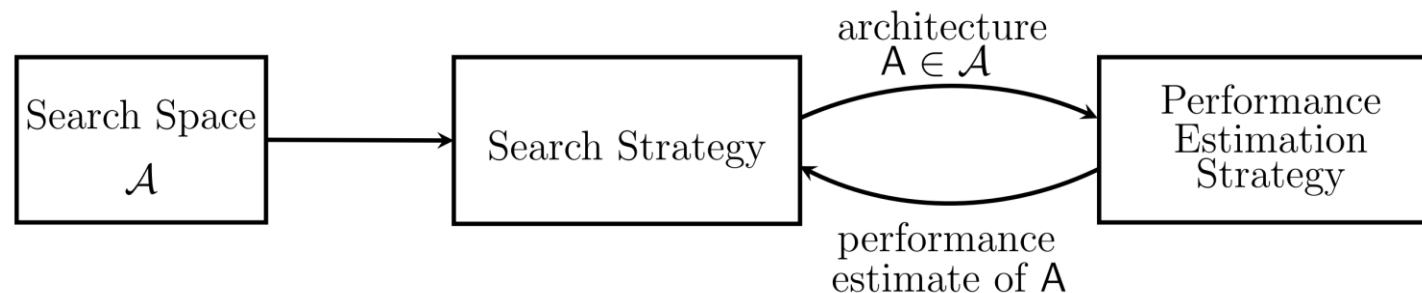 Search Space
𝒜
Search Strategy
architecture
A ∈ 𝒜
performance
estimate of A
Performance
Estimation
Strategy